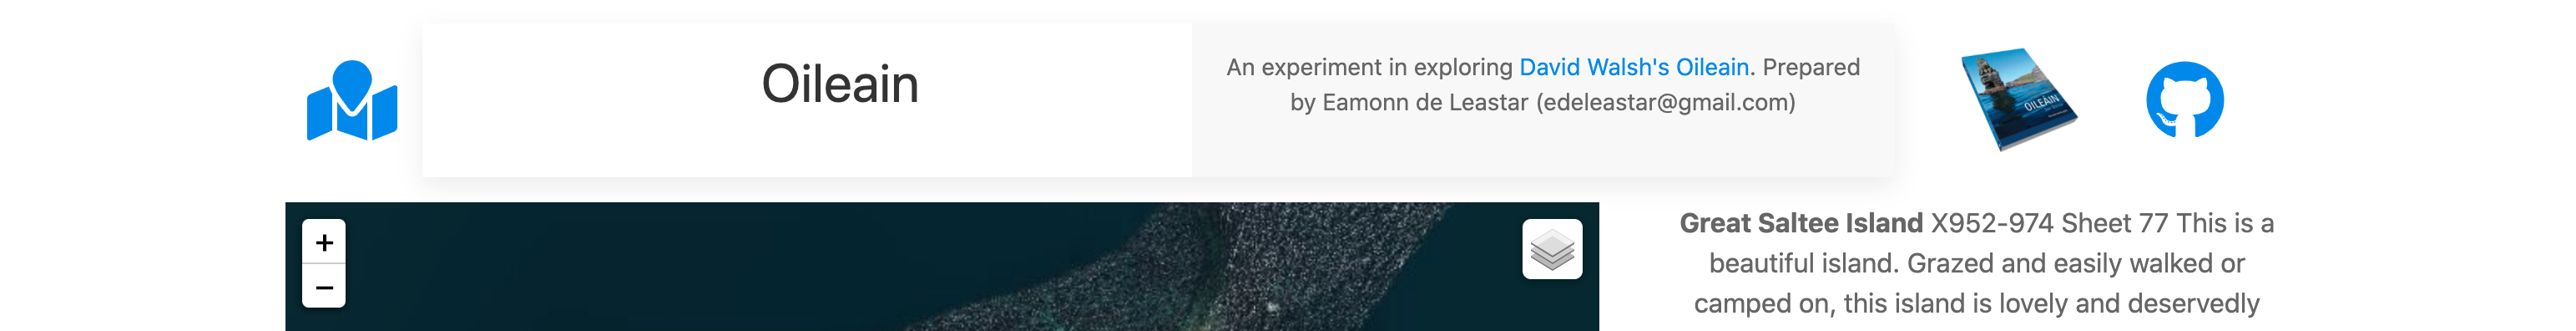 Oileain
An experiment in exploring David Walsh's Oileain. Prepared
by Eamonn de Leastar (edeleastar@gmail.com)
OILEÁIN
+
−
Great Saltee Island X952-974 Sheet 77 This is a
beautiful island. Grazed and easily walked or
camped on, this island is lovely and deservedly